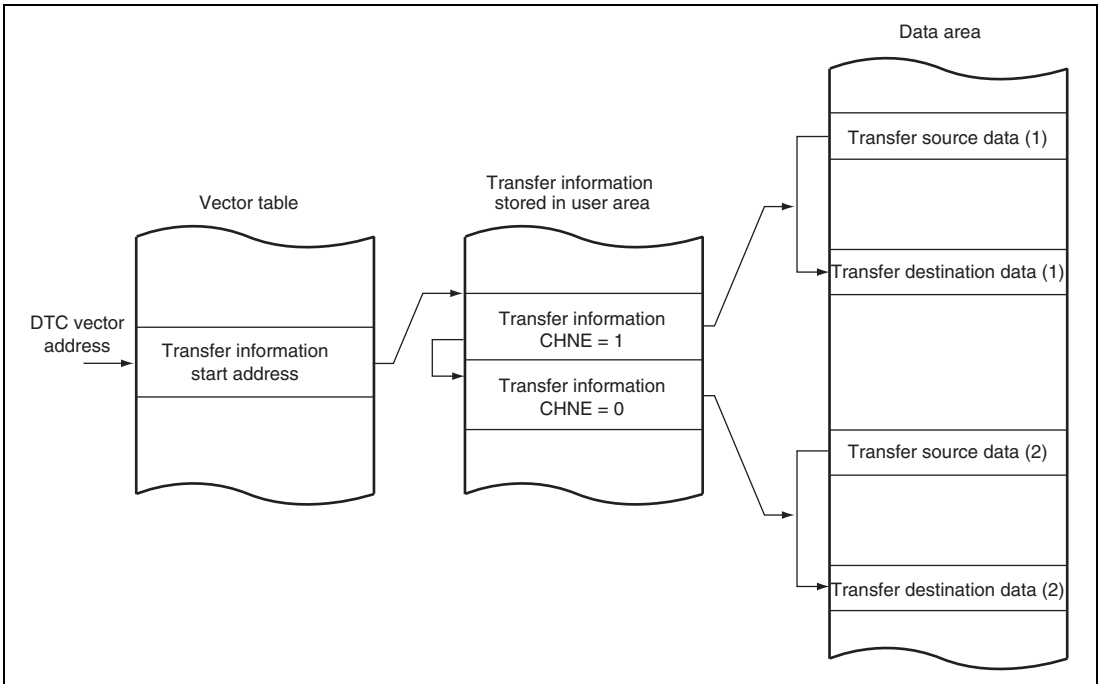 Data area
Transfer source data (1)
Transfer information
stored in user area
Vector table
Transfer destination data (1)
DTC vector
address
Transfer information
start address
Transfer information
CHNE = 1
Transfer information
CHNE = 0
Transfer source data (2)
Transfer destination data (2)